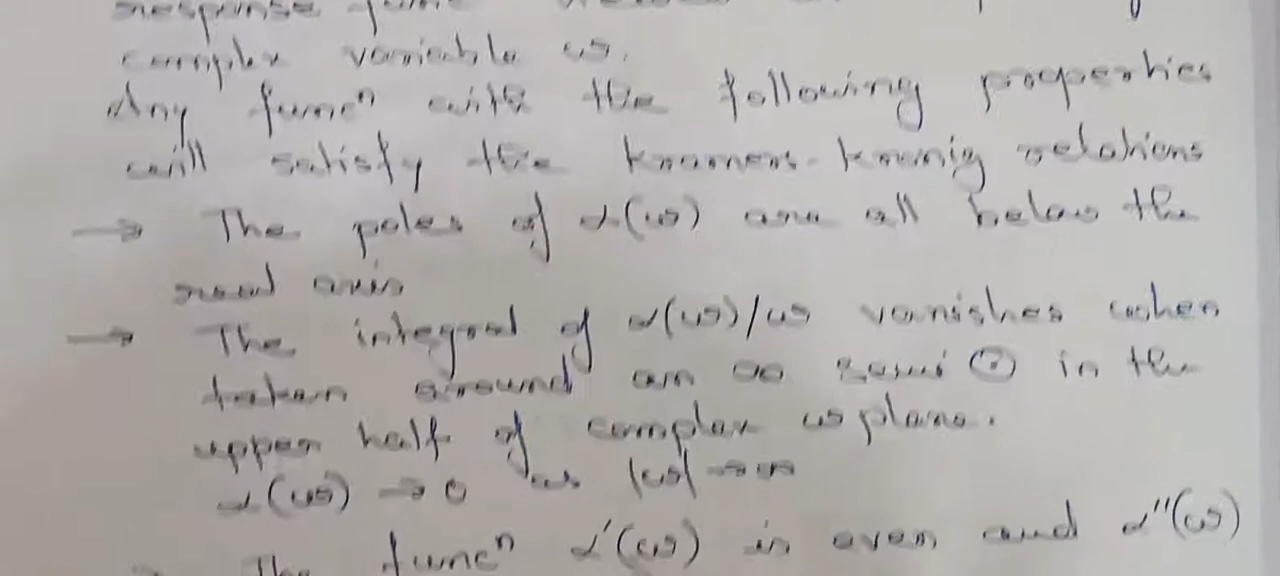 response func
complex variable ω.
Any funcⁿ with the following properties
will satisfy the Kramers-Kronig relations
→ The poles of α(ω) are all below the
real axis
→ The integral of α(ω)/ω vanishes when
taken around an ∞ semi in the
upper half of complex ω plane.
α(ω) → 0 as |ω| → ∞
→ The funcⁿ α'(ω) is even and α''(ω)